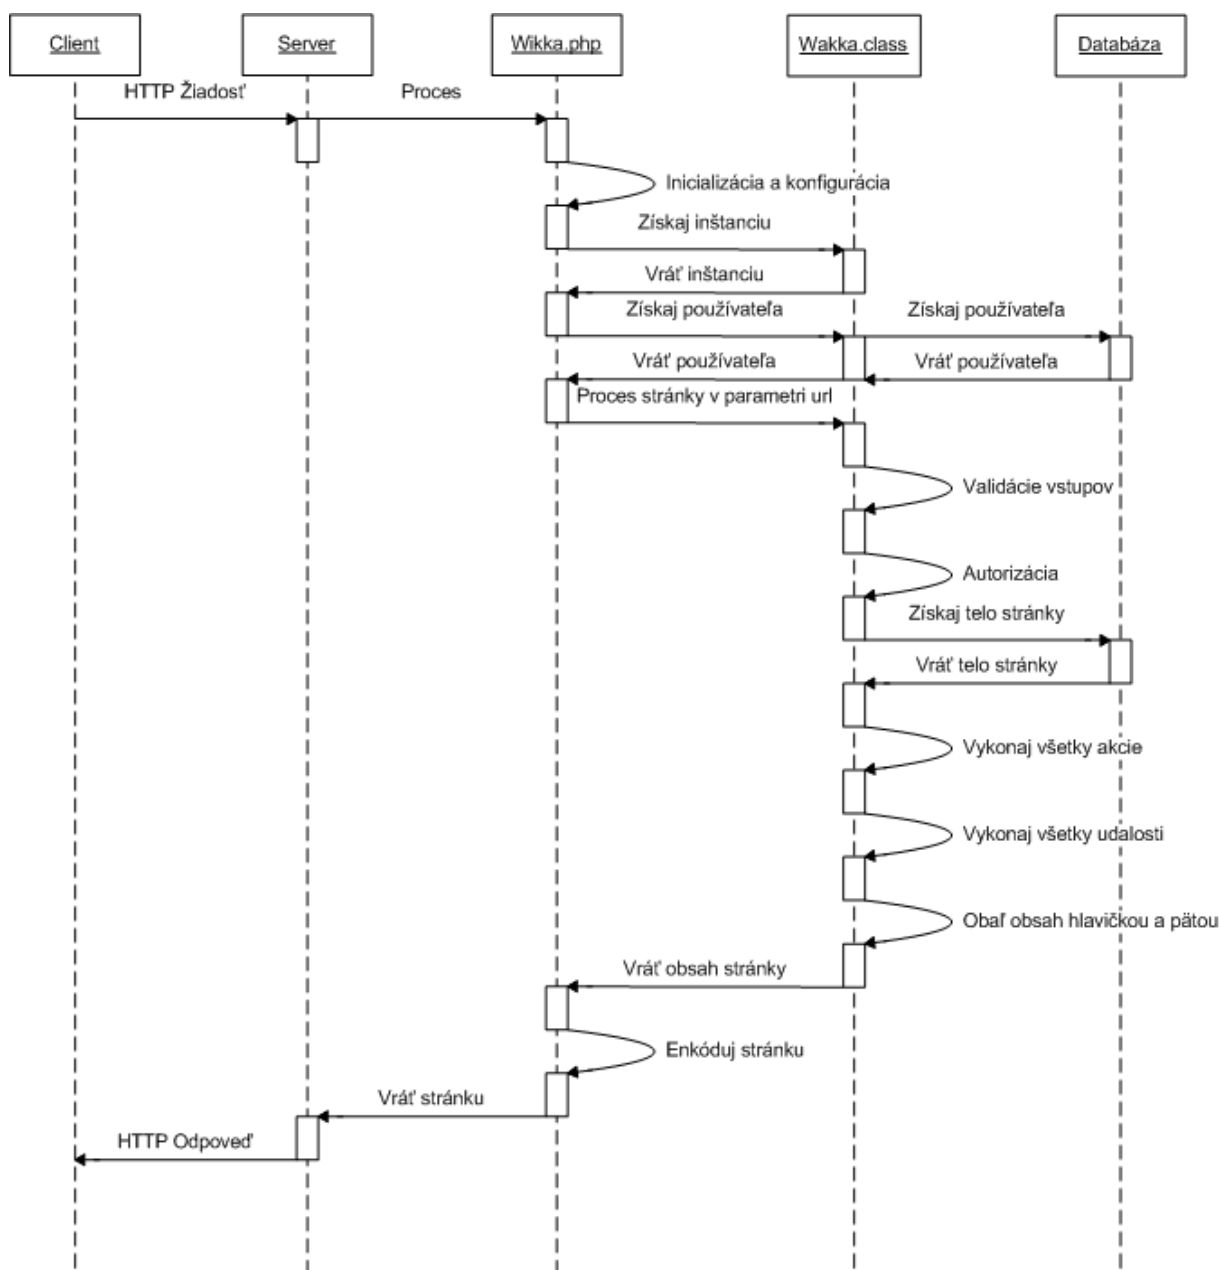 Client
Server
Wikka.php
Wakka.class
Databáza
HTTP Žiadosť
Proces
Inicializácia a konfigurácia
Získaj inštanciu
Vráť inštanciu
Získaj používateľa
Získaj používateľa
Vráť používateľa
Vráť používateľa
Proces stránky v parametri url
Validácie vstupov
Autorizácia
Získaj telo stránky
Vráť telo stránky
Vykonaj všetky akcie
Vykonaj všetky udalosti
Obaľ obsah hlavičkou a pätou
Vráť obsah stránky
Enkóduj stránku
Vráť stránku
HTTP Odpoveď